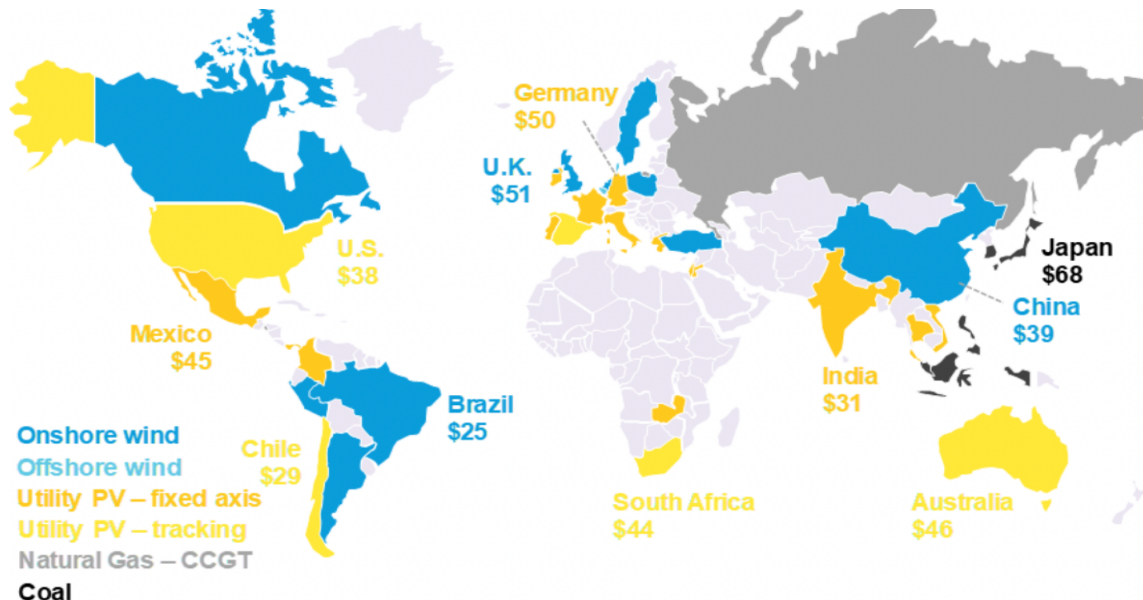 Germany
$50
U.K.
$51
U.S.
$38
Japan
$68
China
$39
Mexico
$45
India
$31
Brazil
$25
Chile
$29
South Africa
$44
Australia
$46
Onshore wind
Offshore wind
Utility PV – fixed axis
Utility PV – tracking
Natural Gas – CCGT
Coal